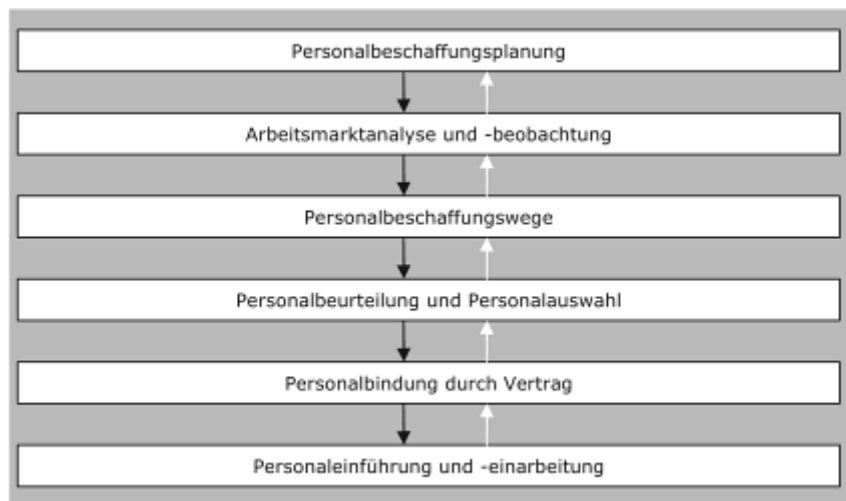 Personalbeschaffungsplanung
Arbeitsmarktanalyse und -beobachtung
Personalbeschaffungswege
Personalbeurteilung und Personalauswahl
Personalbindung durch Vertrag
Personaleinführung und -einarbeitung